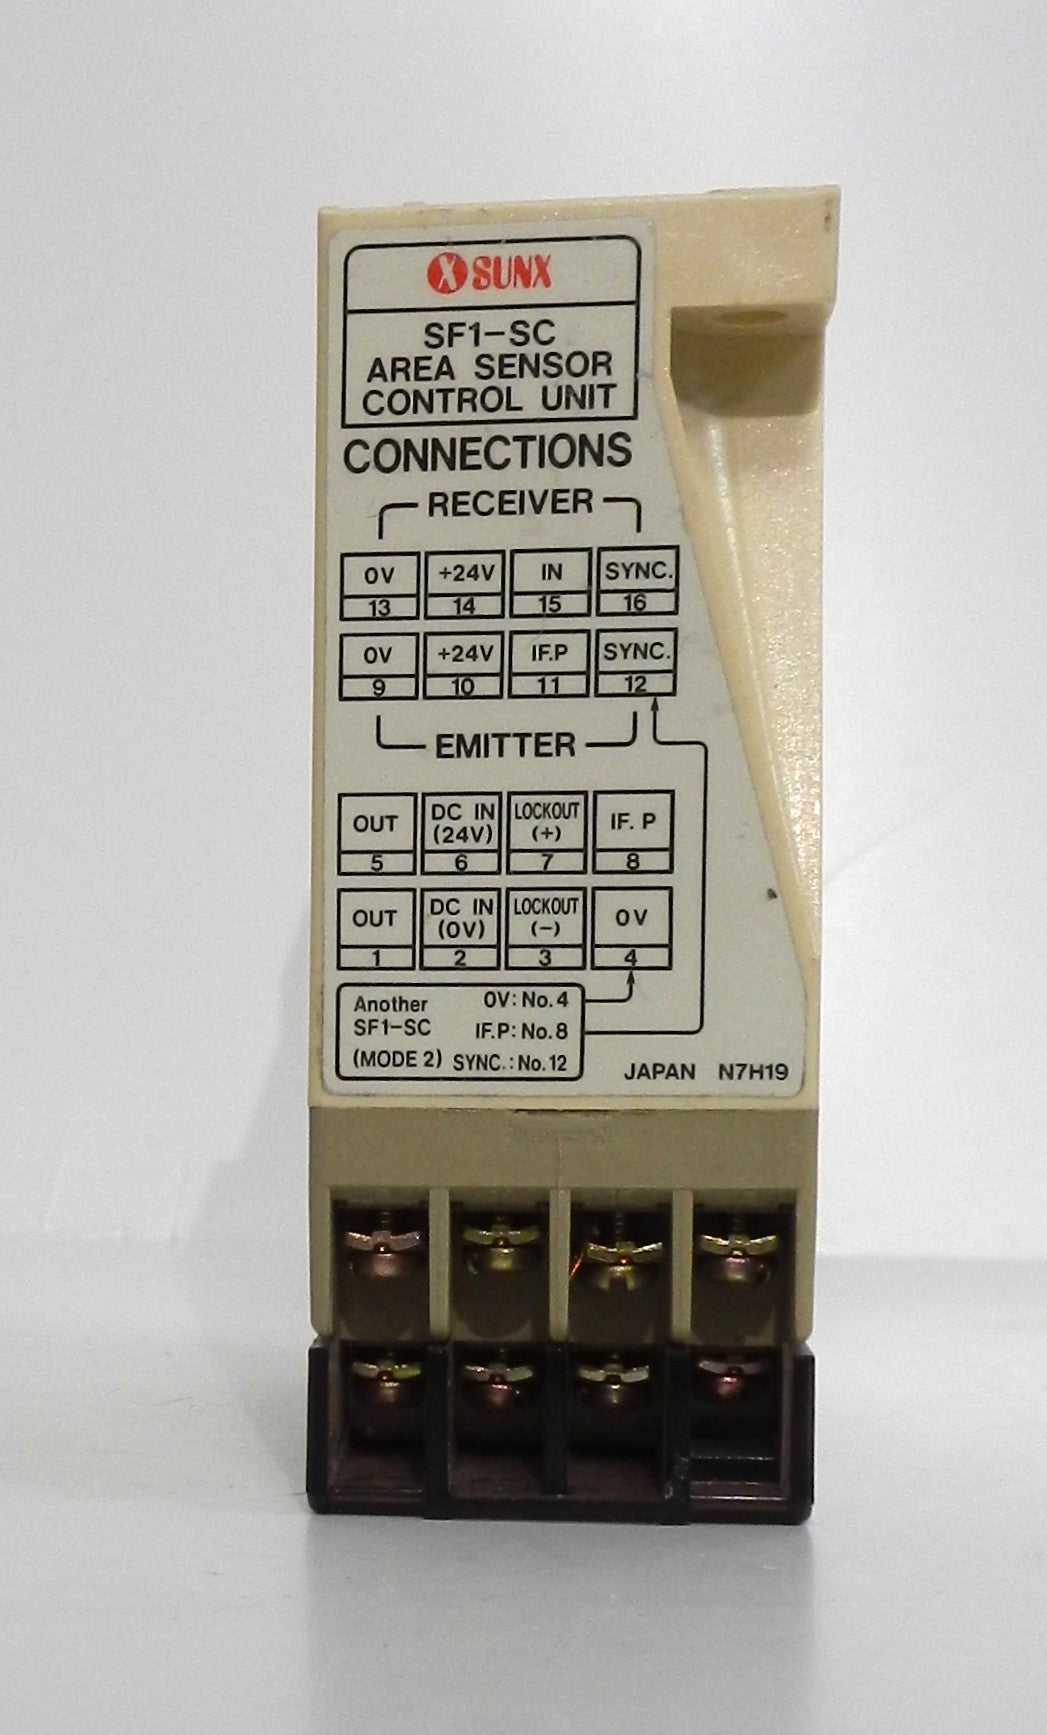 X SUNX
SF1-SC
AREA SENSOR
CONTROL UNIT
CONNECTIONS
RECEIVER
0V +24V IN SYNC.
13 14 15 16
0V +24V IF.P SYNC.
9 10 11 12
EMITTER
OUT DC IN (24V) LOCKOUT (+) IF. P
5 6 7 8
OUT DC IN (0V) LOCKOUT (-) 0V
1 2 3 4
Another 0V: No. 4
SF1-SC IF.P: No. 8
(MODE 2) SYNC.: No. 12
JAPAN N7H19